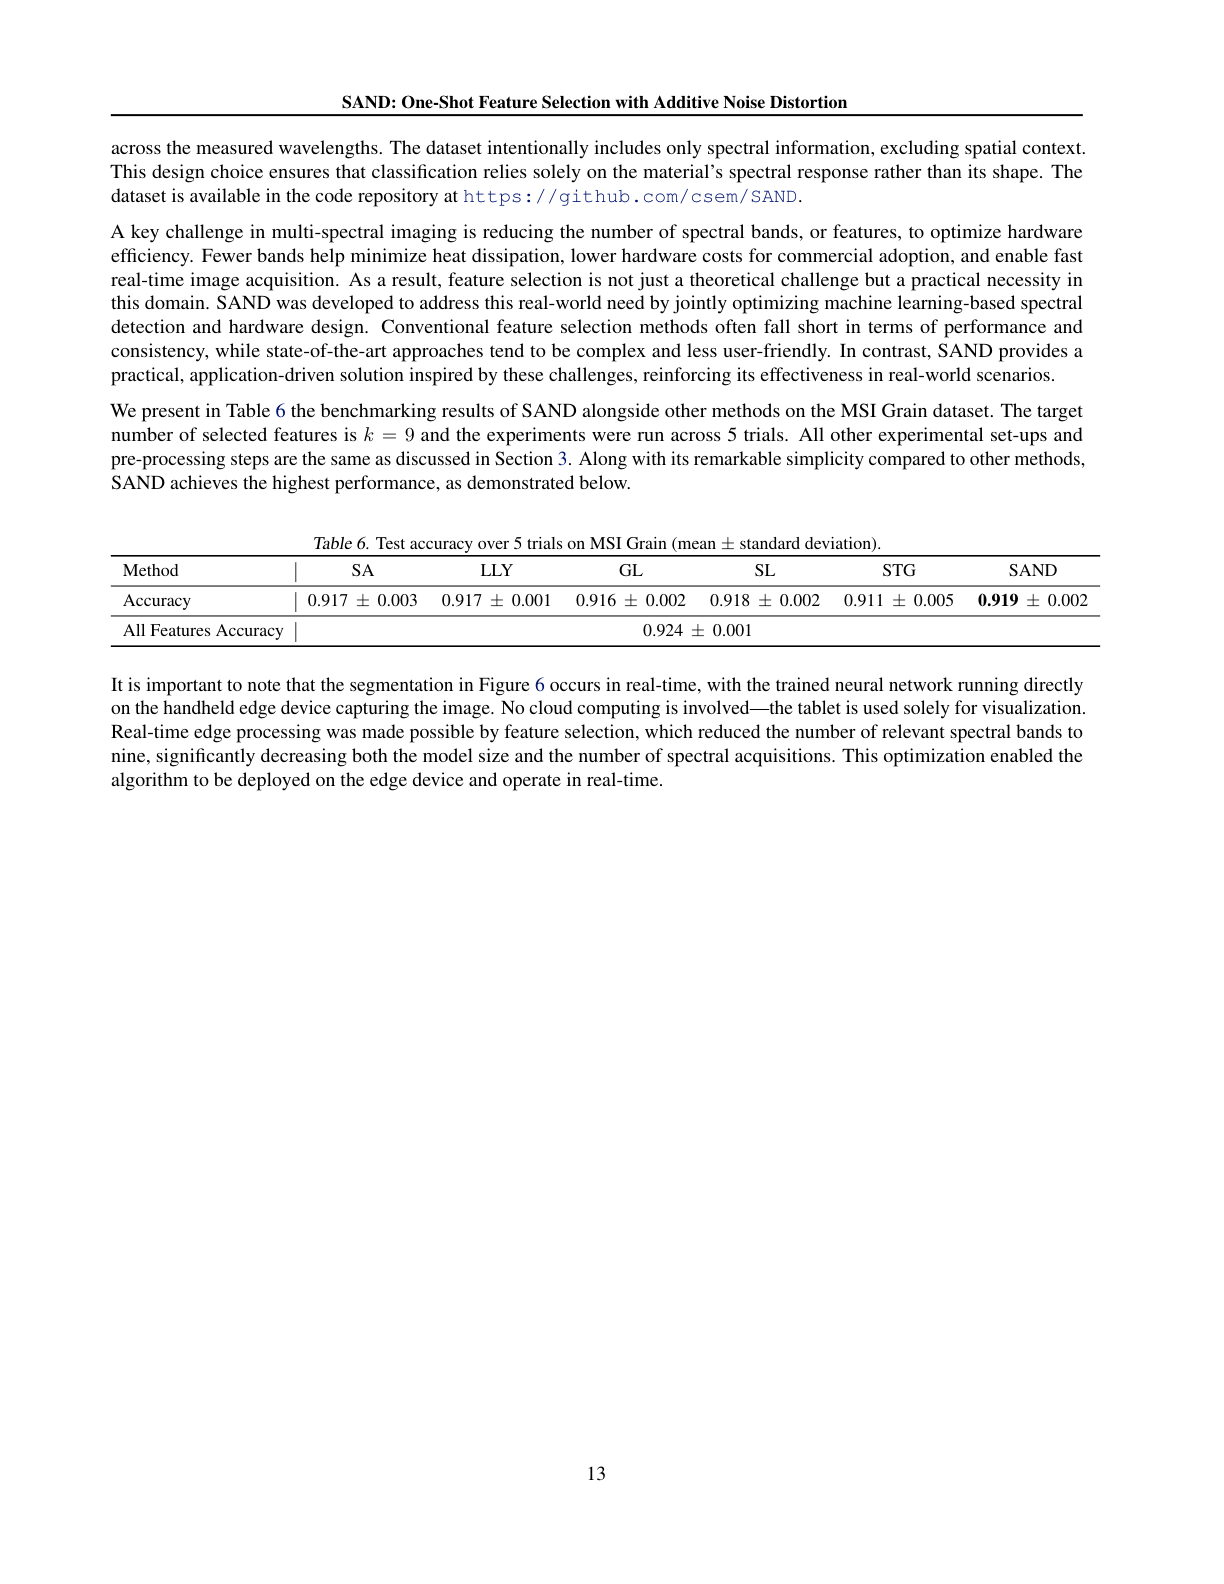 SAND: One-Shot Feature Selection with Additive Noise Distortion
across the measured wavelengths. The dataset intentionally includes only spectral information, excluding spatial context.
This design choice ensures that classification relies solely on the material's spectral response rather than its shape. The
dataset is available in the code repository at https://github.com/csem/SAND.
A key challenge in multi-spectral imaging is reducing the number of spectral bands, or features, to optimize hardware
efficiency. Fewer bands help minimize heat dissipation, lower hardware costs for commercial adoption, and enable fast
real-time image acquisition. As a result, feature selection is not just a theoretical challenge but a practical necessity in
this domain. SAND was developed to address this real-world need by jointly optimizing machine learning-based spectral
detection and hardware design. Conventional feature selection methods often fall short in terms of performance and
consistency, while state-of-the-art approaches tend to be complex and less user-friendly. In contrast, SAND provides a
practical, application-driven solution inspired by these challenges, reinforcing its effectiveness in real-world scenarios.
We present in Table 6 the benchmarking results of SAND alongside other methods on the MSI Grain dataset. The target
number of selected features is k = 9 and the experiments were run across 5 trials. All other experimental set-ups and
pre-processing steps are the same as discussed in Section 3. Along with its remarkable simplicity compared to other methods,
SAND achieves the highest performance, as demonstrated below.
Table 6. Test accuracy over 5 trials on MSI Grain (mean ± standard deviation).
Method SA LLY GL SL STG SAND
Accuracy 0.917 ± 0.003 0.917 ± 0.001 0.916 ± 0.002 0.918 ± 0.002 0.911 ± 0.005 0.919 ± 0.002
All Features Accuracy 0.924 ± 0.001
It is important to note that the segmentation in Figure 6 occurs in real-time, with the trained neural network running directly
on the handheld edge device capturing the image. No cloud computing is involved—the tablet is used solely for visualization.
Real-time edge processing was made possible by feature selection, which reduced the number of relevant spectral bands to
nine, significantly decreasing both the model size and the number of spectral acquisitions. This optimization enabled the
algorithm to be deployed on the edge device and operate in real-time.
13